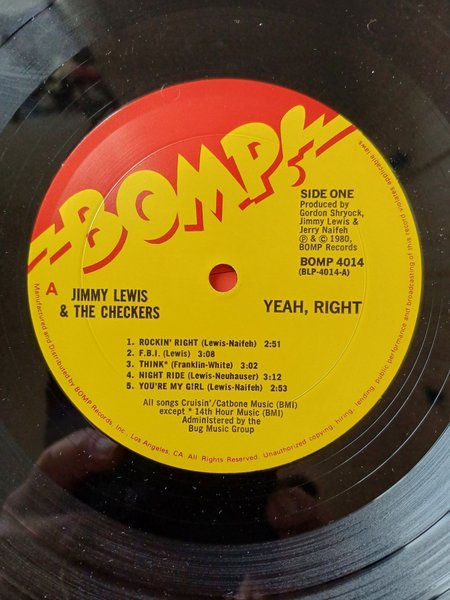 BOMP
SIDE ONE
Produced by
Gordon Shryock,
Jimmy Lewis &
Jerry Naifeh
Ⓟ & © 1980,
BOMP Records
BOMP 4014
(BLP-4014-A)
A
JIMMY LEWIS
& THE CHECKERS
YEAH, RIGHT
1. ROCKIN' RIGHT (Lewis-Naifeh) 2:51
2. F.B.I. (Lewis) 3:08
3. THINK* (Franklin-White) 3:02
4. NIGHT RIDE (Lewis-Neuhauser) 3:12
5. YOU'RE MY GIRL (Lewis-Naifeh) 2:53
All songs Cruisin'/Catbone Music (BMI)
except * 14th Hour Music (BMI)
Administered by the
Bug Music Group
Manufactured and Distributed by BOMP Records, Inc., Los Angeles, CA. All Rights Reserved. Unauthorized copying, hiring, lending, public performance and broadcasting of this record violates applicable laws